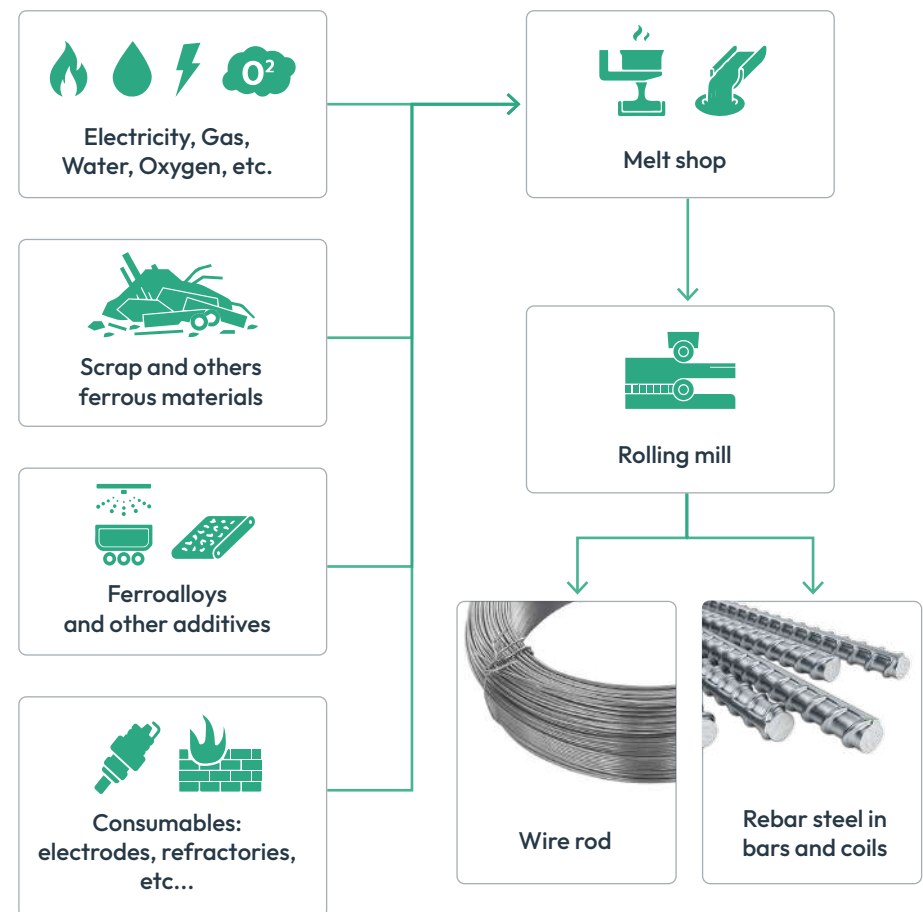 O²
Electricity, Gas,
Water, Oxygen, etc.
Melt shop
Scrap and others
ferrous materials
Rolling mill
Ferroalloys
and other additives
Consumables:
electrodes, refractories,
etc...
Wire rod
Rebar steel in
bars and coils